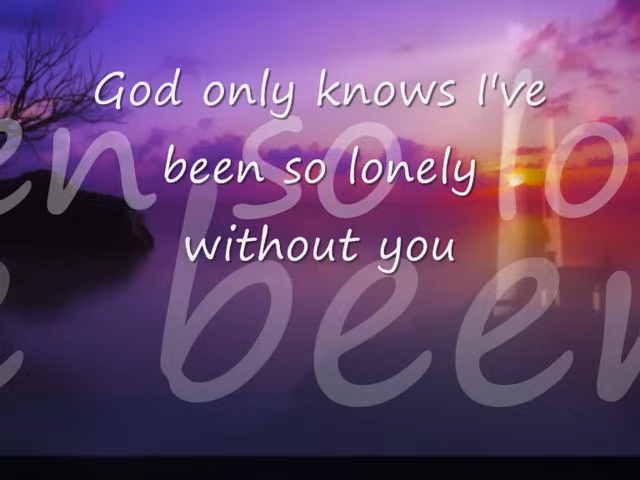 God only knows I've
been so lonely
without you
en so lo
e been